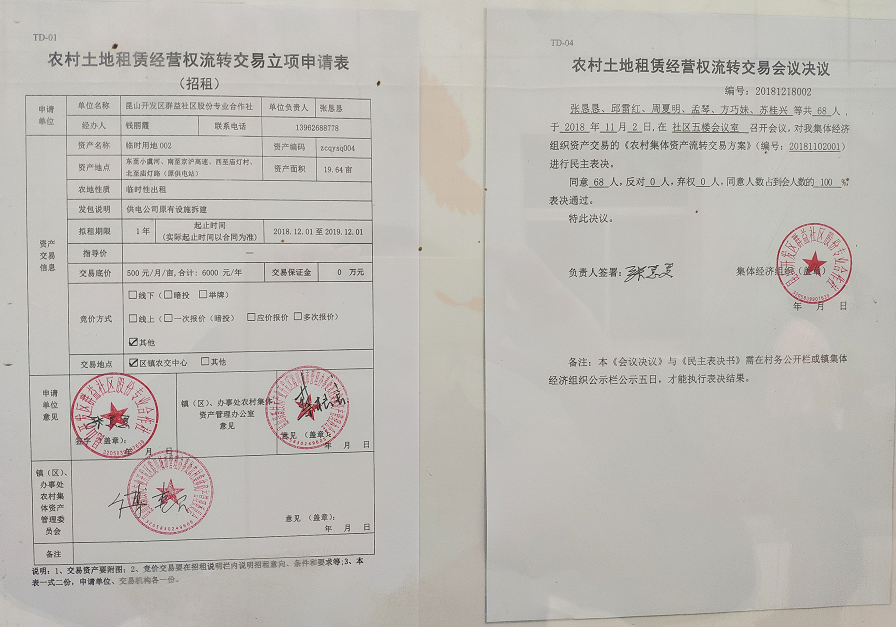 TD-01
农村土地租赁经营权流转交易立项申请表
（招租）
申请单位 单位名称 昆山开发区群益社区股份专业合作社 单位负责人 张恳恳
经办人 钱丽霞 联系电话 13962688778
资产交易信息
资产名称 临时用地002 资产编码 zcqysq004
资产地点 东至小虞河、南至京沪高速、西至庙灯村、北至庙灯路（原供电站） 资产面积 19.64亩
农地性质 临时性出租
发包说明 供电公司原有设施拆建
拟租期限 1年 起止时间（实际起止时间以合同为准） 2018.12.01至2019.12.01
指导价 —
交易底价 500元/月/亩,合计: 6000元/年 交易保证金 0 万元
竞价方式
□线下（□暗投 □举牌）
□线上（□一次报价（暗投） □应价报价 □多次报价）
☑其他
交易地点 ☑区镇农交中心 □其他
申请单位意见
签字（盖章）：
年 月 日
镇（区）、办事处农村集体资产管理办公室意见
意见（盖章）：
年 月 日
镇（区）、办事处农村集体资产管理委员会
意见（盖章）：
年 月 日
备注
说明：1、交易资产要附图；2、竞价交易要在招租说明栏内说明招租意向、条件和要求等;3、本
表一式二份，申请单位、交易机构各一份。
TD-04
农村土地租赁经营权流转交易会议决议
编号：20181218002
张恳恳、邱雷红、周夏明、孟琴、方巧妹、苏桂兴 等共 68 人，
于 2018 年 11月 2 日,在 社区五楼会议室 召开会议，对我集体经济
组织资产交易的《农村集体资产流转交易方案》（编号：20181102001）
进行民主表决。
同意 68 人，反对 0 人，弃权 0 人，同意人数占到会人数的 100 %，
表决通过。
特此决议。
负责人签署：张恳恳
集体经济组织（盖章）
年 月 日
备注：本《会议决议》与《民主表决书》需在村务公开栏或镇集体
经济组织公示栏公示五日，才能执行表决结果。